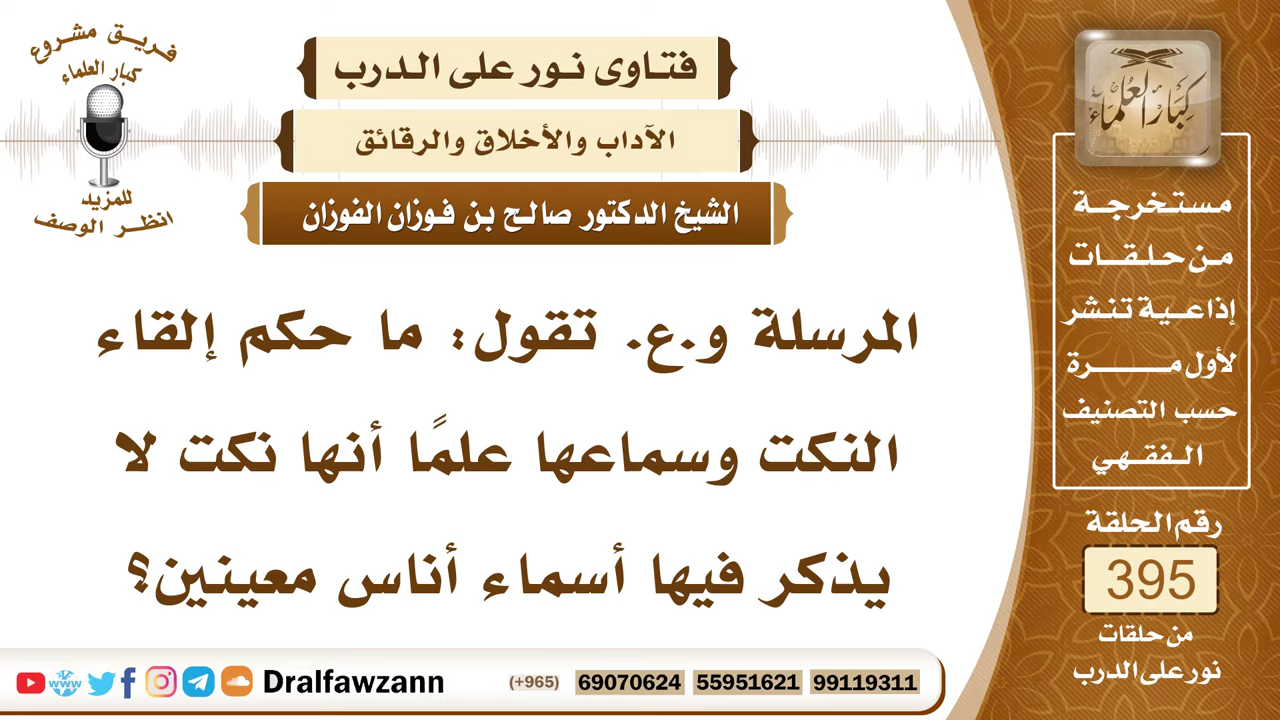 فريق مشروع
كبار العلماء
للمزيد
انظر الوصف
فتاوى نور على الدرب
الآداب والأخلاق والرقائق
الشيخ الدكتور صالح بن فوزان الفوزان
المرسلة و.ع. تقول: ما حكم إلقاء
النكت وسماعها علمًا أنها نكت لا
يذكر فيها أسماء أناس معينين؟
كبار العلماء
مستخرجة
من حلقات
إذاعية تنشر
لأول مرة
حسب التصنيف
الفقهي
رقم الحلقة
395
من حلقات
نور على الدرب
www Dralfawzann (+965) 69070624 55951621 99119311